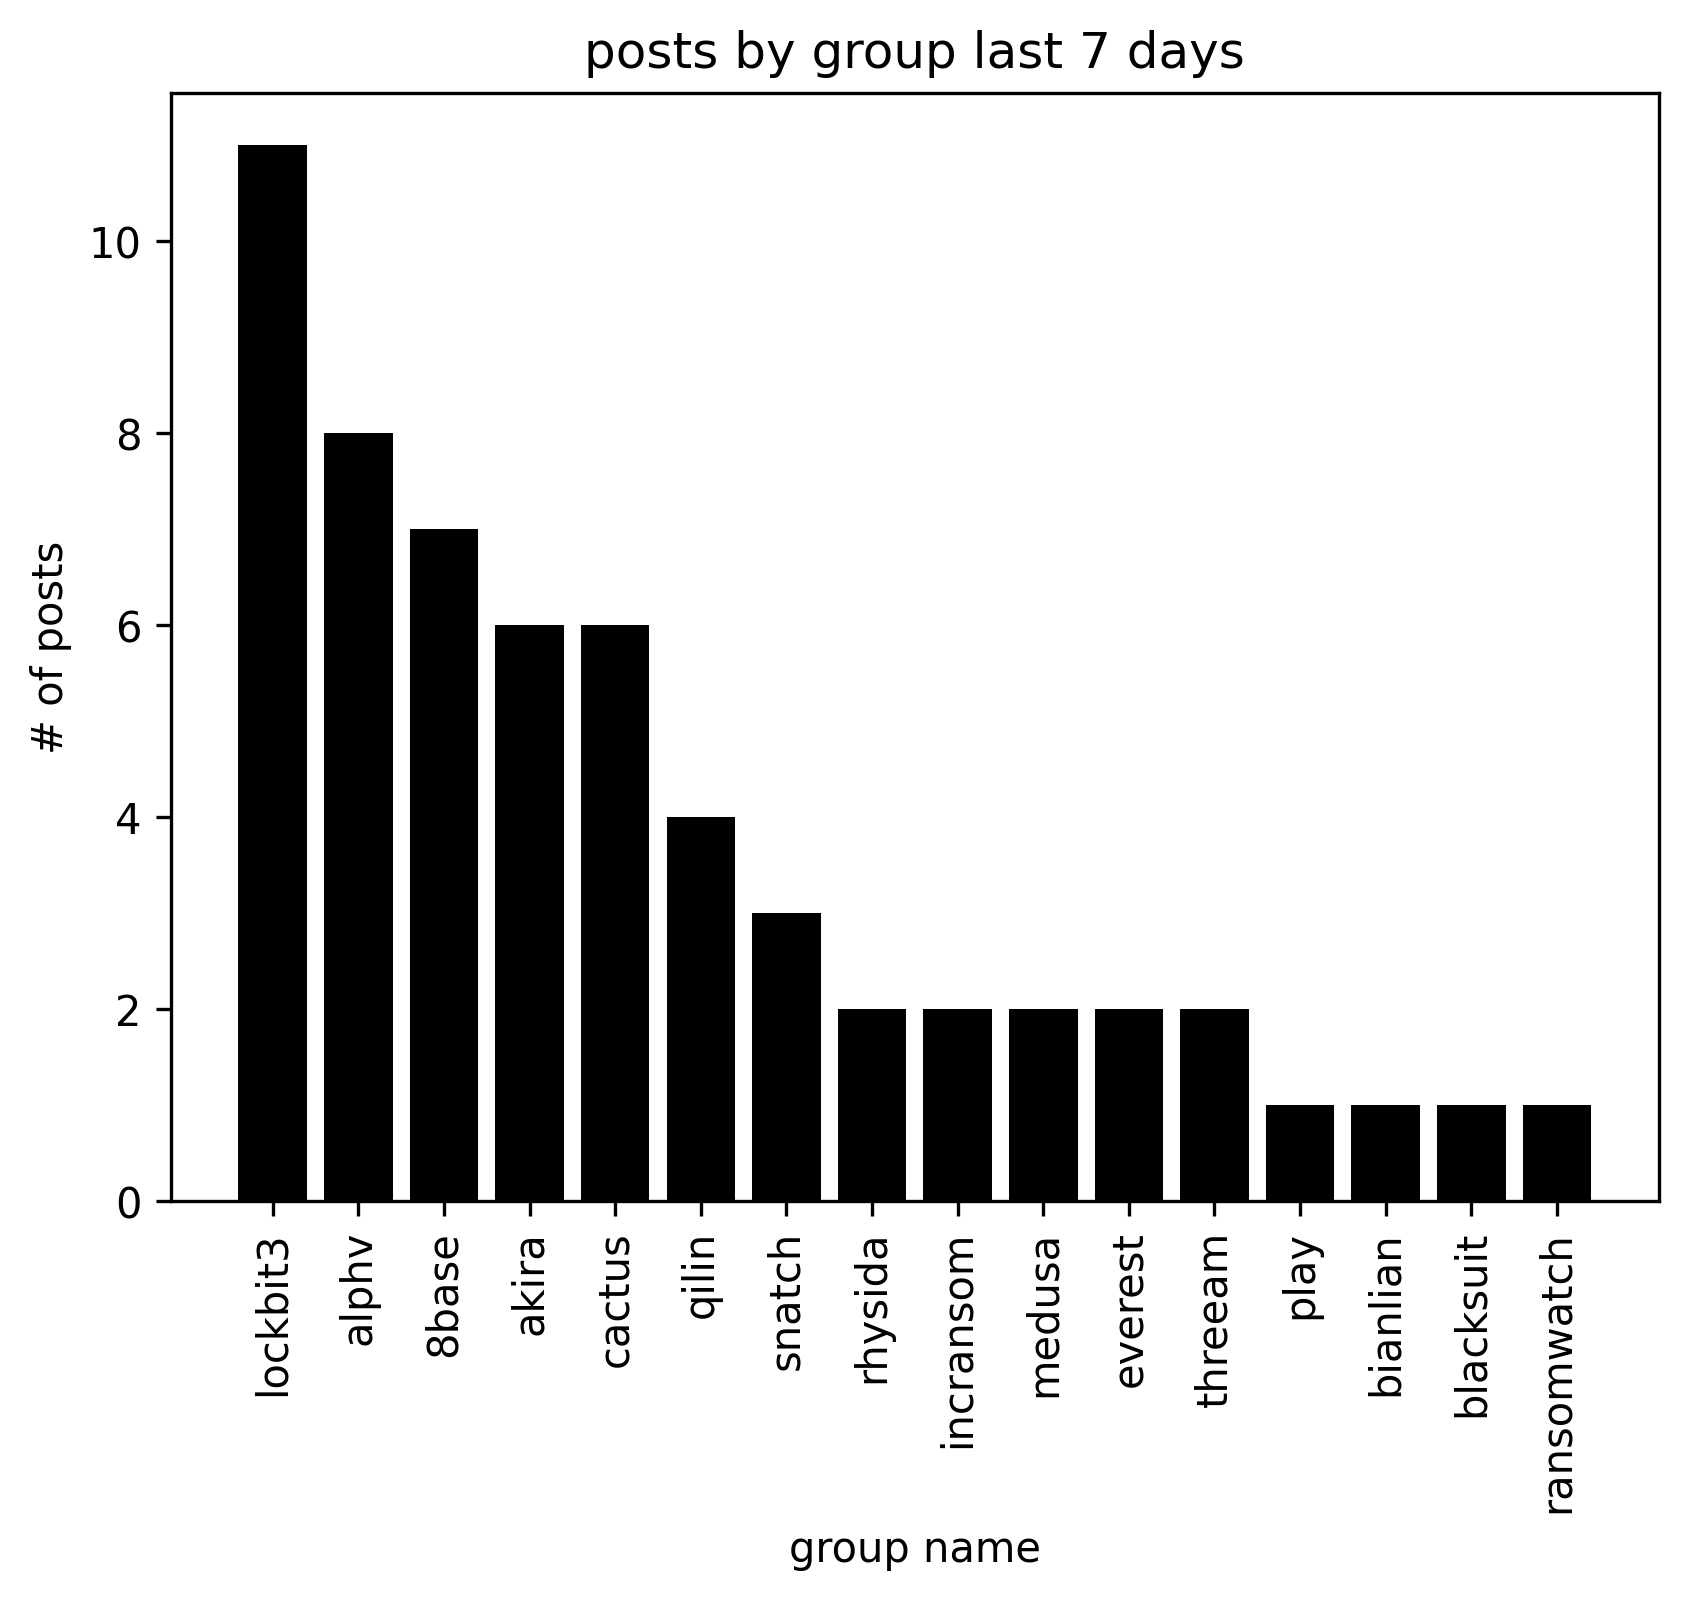 posts by group last 7 days
# of posts
10
8
6
4
2
0
lockbit3
alphv
8base
akira
cactus
qilin
snatch
rhysida
incransom
medusa
everest
threeam
play
bianlian
blacksuit
ransomwatch
group name